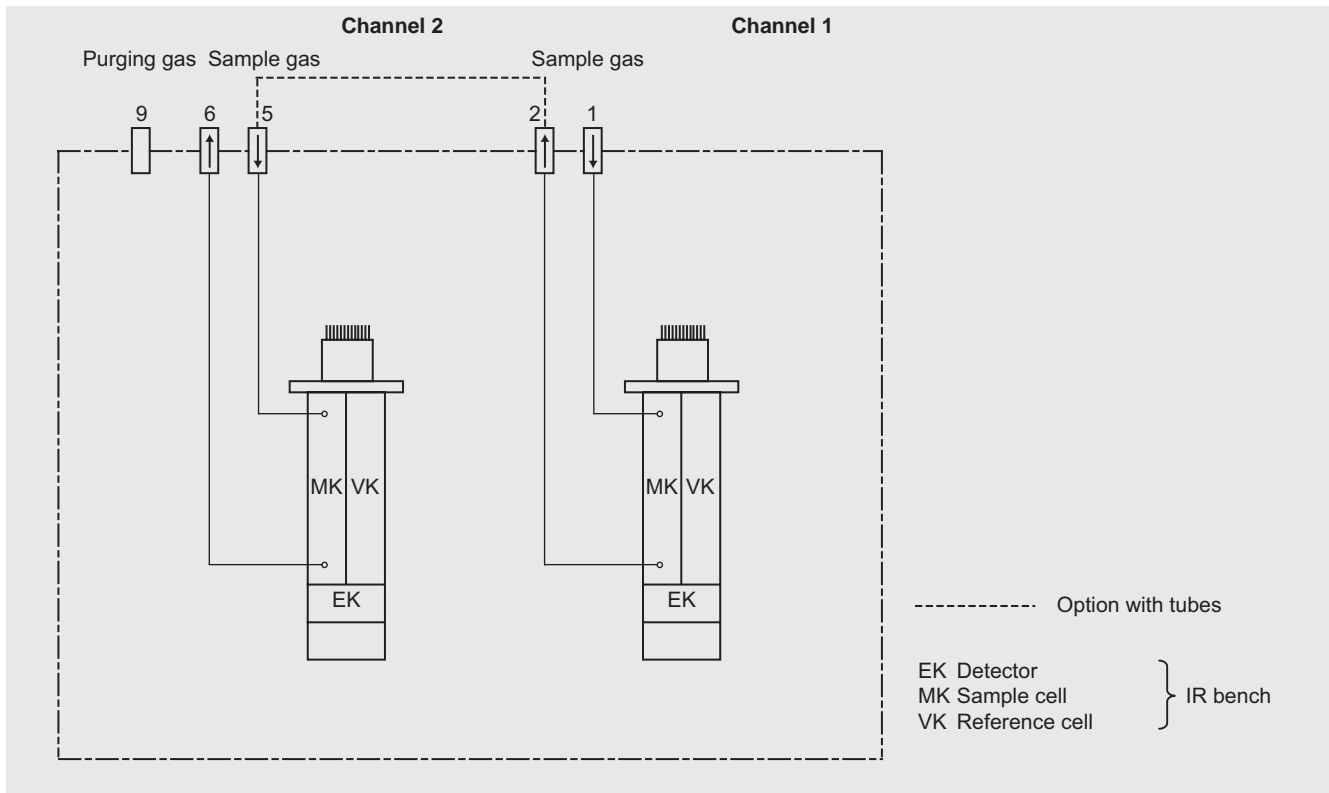 Channel 2 Channel 1
Purging gas Sample gas Sample gas
9 6 5 2 1
MK VK MK VK
EK EK
Option with tubes
EK Detector
MK Sample cell
VK Reference cell
IR bench